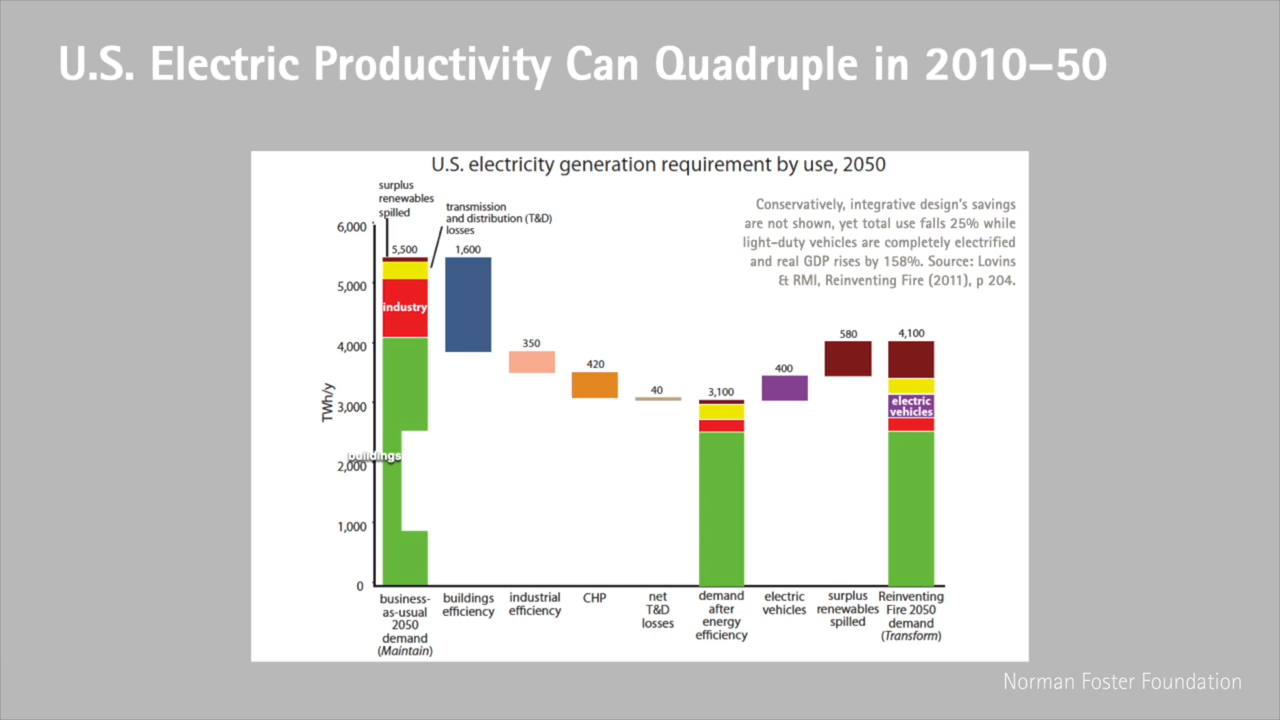 U.S. Electric Productivity Can Quadruple in 2010–50
U.S. electricity generation requirement by use, 2050
surplus
renewables
spilled
transmission
and distribution (T&D)
losses
Conservatively, integrative design's savings
are not shown, yet total use falls 25% while
light-duty vehicles are completely electrified
and real GDP rises by 158%. Source: Lovins
& RMI, Reinventing Fire (2011), p 204.
TWh/y
6,000
5,000
4,000
3,000
2,000
1,000
0
5,500
1,600
350
420
40
3,100
400
580
4,100
industry
buildings
electric
vehicles
business-
as-usual
2050
demand
(Maintain)
buildings
efficiency
industrial
efficiency
CHP
net
T&D
losses
demand
after
energy
efficiency
electric
vehicles
surplus
renewables
spilled
Reinventing
Fire 2050
demand
(Transform)
Norman Foster Foundation